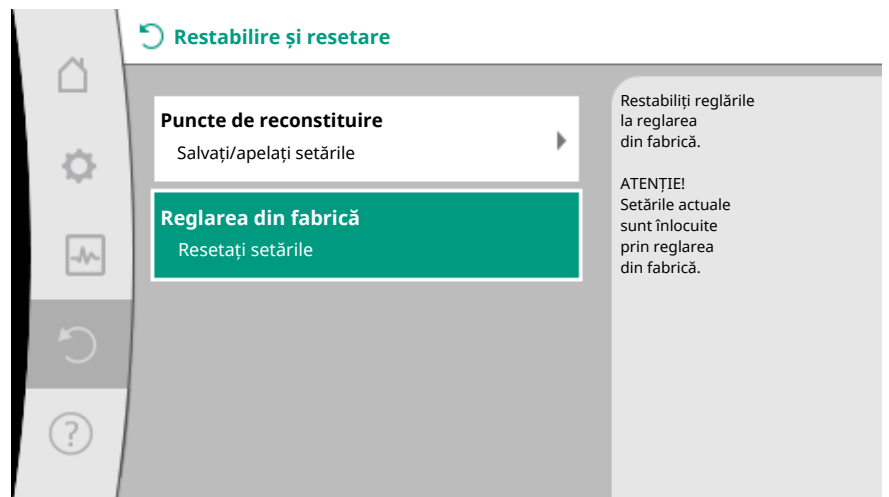 Restabilire și resetare
Puncte de reconstituire
Salvați/apelați setările
Reglarea din fabrică
Resetați setările
Restabiliți reglările
la reglarea
din fabrică.
ATENȚIE!
Setările actuale
sunt înlocuite
prin reglarea
din fabrică.
?